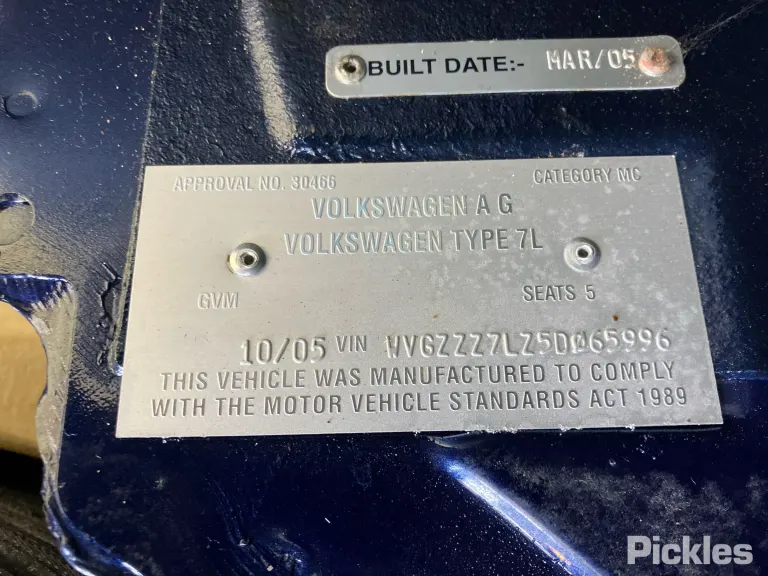 BUILT DATE:- MAR/05
APPROVAL NO. 30466 CATEGORY MC
VOLKSWAGEN A G
VOLKSWAGEN TYPE 7L
GVM SEATS 5
10/05 VIN WVGZZZ7LZ5D065996
THIS VEHICLE WAS MANUFACTURED TO COMPLY
WITH THE MOTOR VEHICLE STANDARDS ACT 1989
Pickles